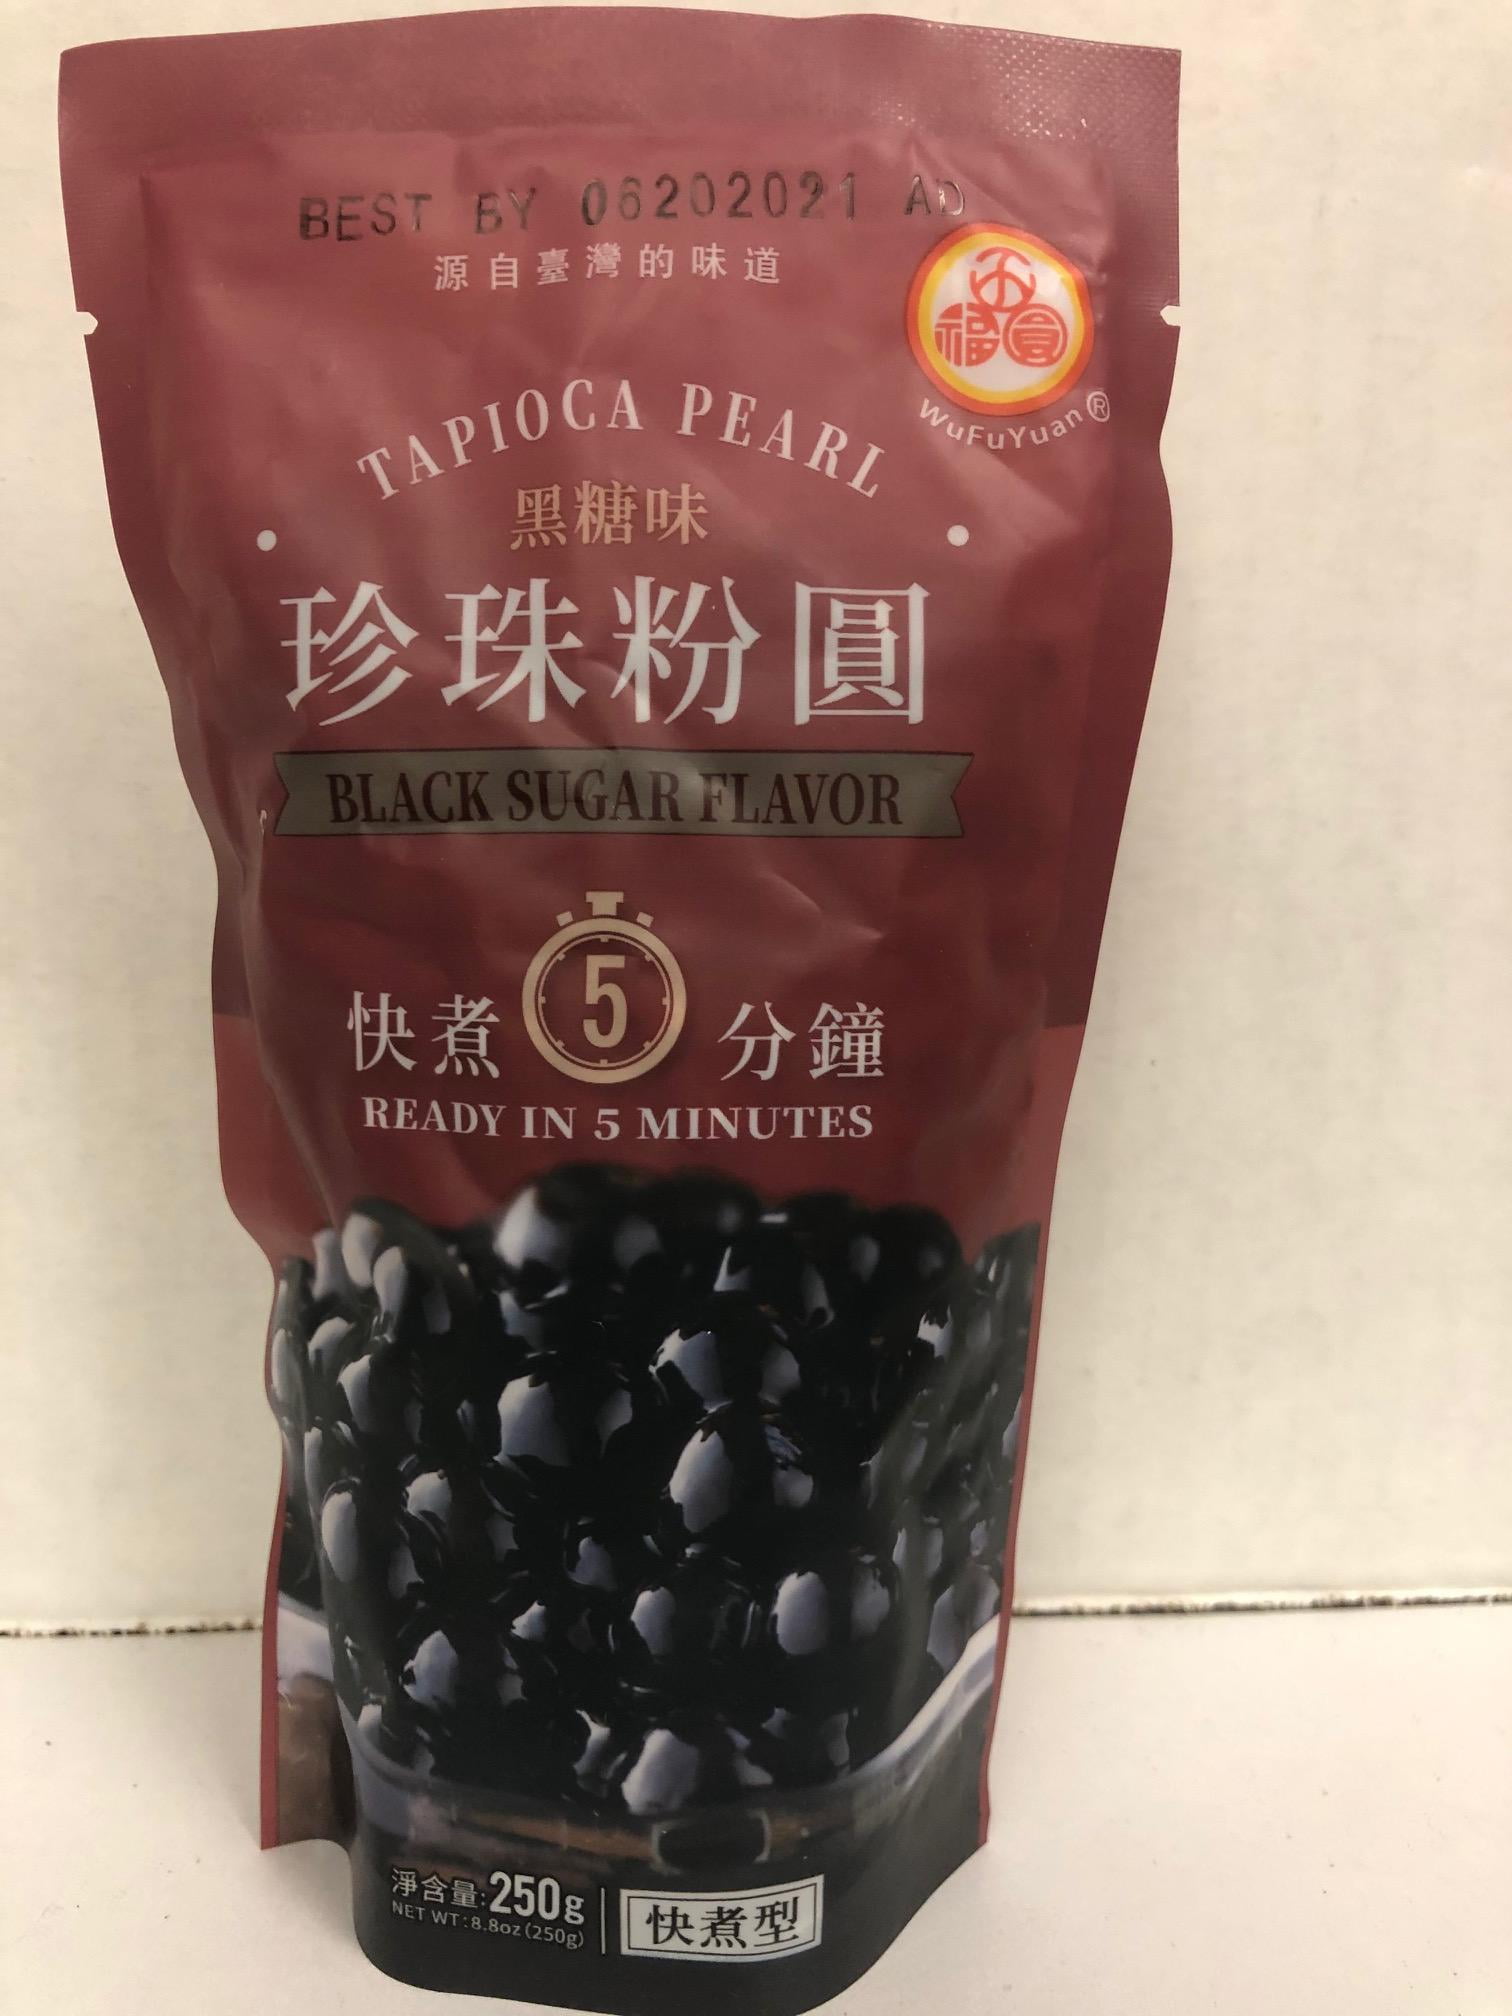 BEST BY 06202021 AD
源自臺灣的味道
福圓
WuFuYuan®
TAPIOCA PEARL
黑糖味
珍珠粉圓
BLACK SUGAR FLAVOR
快煮 5 分鐘
READY IN 5 MINUTES
淨含量:250g
NET WT:8.8oz(250g)
快煮型